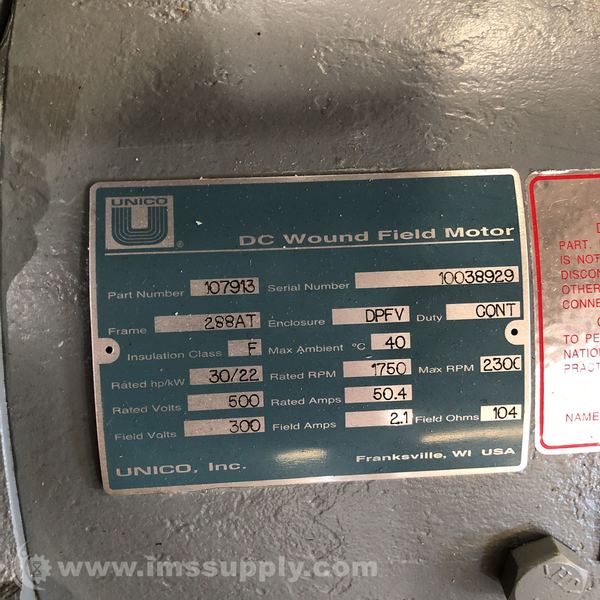 UNICO
®
DC Wound Field Motor
Part Number 107913 Serial Number 10038929
Frame 288AT Enclosure DPFV Duty CONT
Insulation Class F Max Ambient °C 40
Rated hp/kW 30/22 Rated RPM 1750 Max RPM 2300
Rated Volts 500 Rated Amps 50.4
Field Volts 300 Field Amps 2.1 Field Ohms 104
UNICO, Inc. Franksville, WI USA
PART.
IS NOT
DISCON
OTHER
CONNE
TO PE
NATION
PRACT
NAME
www.imssupply.com